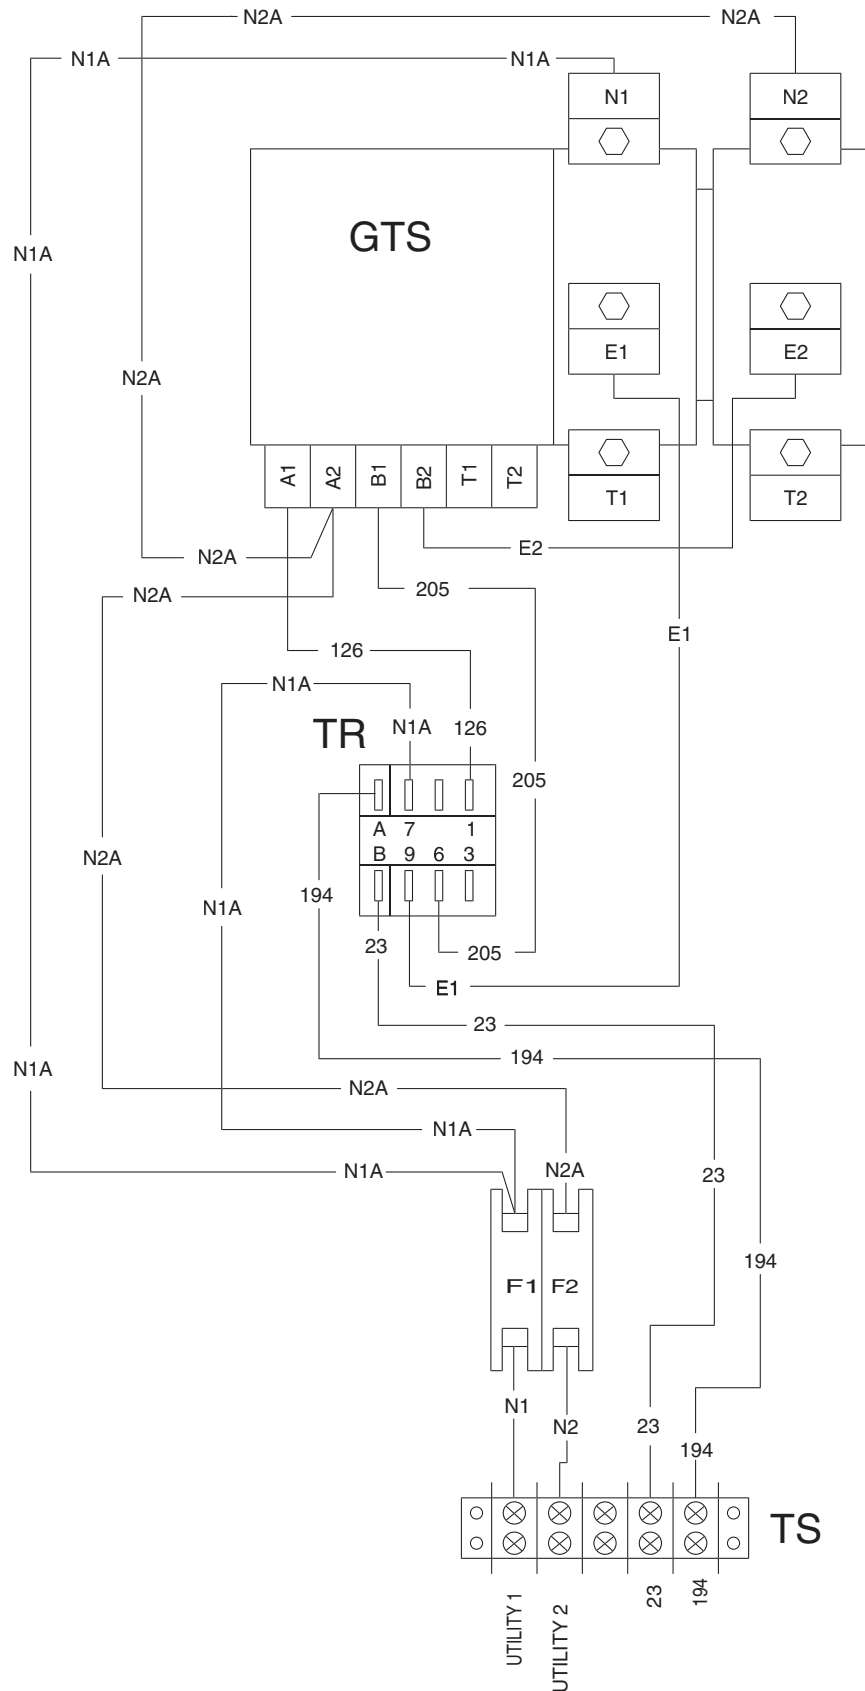 N2A N2A
N1A N1A
N1 N2
GTS
N1A
E1 E2
N2A
A1 A2 B1 B2 T1 T2
T1 T2
E2
N2A
205
N2A
E1
126
N1A
TR N1A 126
205
A 7 1
B 9 6 3
N2A
194
N1A
23
205
E1
23
194
N1A
N2A
N1A
N1A N2A
23
194
F1 F2
N1
N2 23
194
TS
UTILITY 1 UTILITY 2 23 194